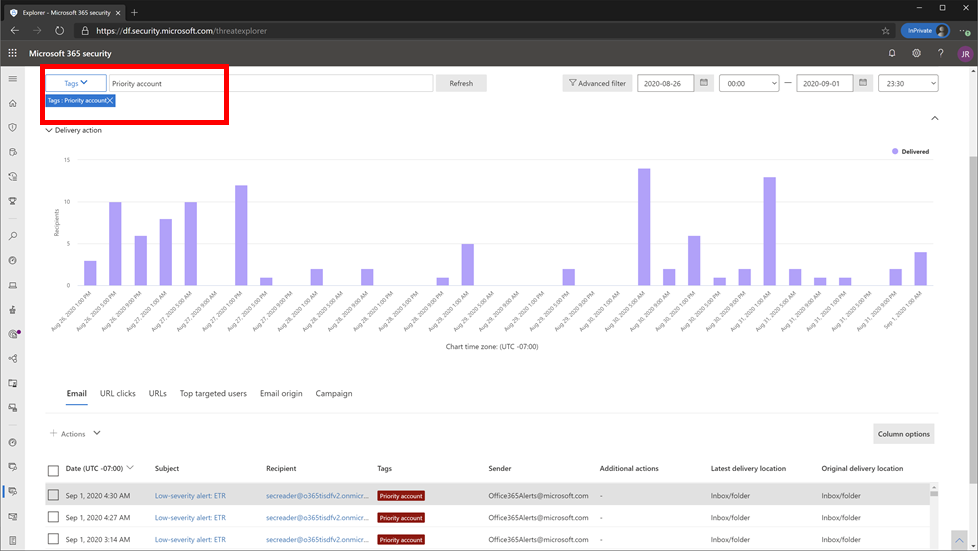 Explorer - Microsoft 365 security
https://df.security.microsoft.com/threatexplorer
InPrivate
Microsoft 365 security
JR
Tags
Priority account
Refresh
Advanced filter
2020-08-26
00:00
2020-09-01
23:30
Tags : Priority account
Delivery action
Delivered
Recipients
15
10
5
0
Aug 26, 2020 1:00 PM
Aug 26, 2020 5:00 PM
Aug 26, 2020 9:00 PM
Aug 27, 2020 1:00 AM
Aug 27, 2020 5:00 AM
Aug 27, 2020 9:00 AM
Aug 27, 2020 1:00 PM
Aug 27, 2020 5:00 PM
Aug 27, 2020 9:00 PM
Aug 28, 2020 1:00 AM
Aug 28, 2020 5:00 AM
Aug 28, 2020 9:00 AM
Aug 28, 2020 1:00 PM
Aug 28, 2020 5:00 PM
Aug 28, 2020 9:00 PM
Aug 29, 2020 1:00 AM
Aug 29, 2020 5:00 AM
Aug 29, 2020 9:00 AM
Aug 29, 2020 1:00 PM
Aug 29, 2020 5:00 PM
Aug 29, 2020 9:00 PM
Aug 30, 2020 1:00 AM
Aug 30, 2020 5:00 AM
Aug 30, 2020 9:00 AM
Aug 30, 2020 1:00 PM
Aug 30, 2020 5:00 PM
Aug 30, 2020 9:00 PM
Aug 31, 2020 1:00 AM
Aug 31, 2020 5:00 AM
Aug 31, 2020 9:00 AM
Aug 31, 2020 1:00 PM
Aug 31, 2020 5:00 PM
Aug 31, 2020 9:00 PM
Sep 1, 2020 1:00 AM
Chart time zone: (UTC -07:00)
Email URL clicks URLs Top targeted users Email origin Campaign
Actions
Column options
Date (UTC -07:00) Subject Recipient Tags Sender Additional actions Latest delivery location Original delivery location
Sep 1, 2020 4:30 AM Low-severity alert: ETR secreader@o365tisdfv2.onmicr... Priority account Office365Alerts@microsoft.com - Inbox/folder Inbox/folder
Sep 1, 2020 4:27 AM Low-severity alert: ETR secreader@o365tisdfv2.onmicr... Priority account Office365Alerts@microsoft.com - Inbox/folder Inbox/folder
Sep 1, 2020 3:14 AM Low-severity alert: ETR secreader@o365tisdfv2.onmicr... Priority account Office365Alerts@microsoft.com - Inbox/folder Inbox/folder